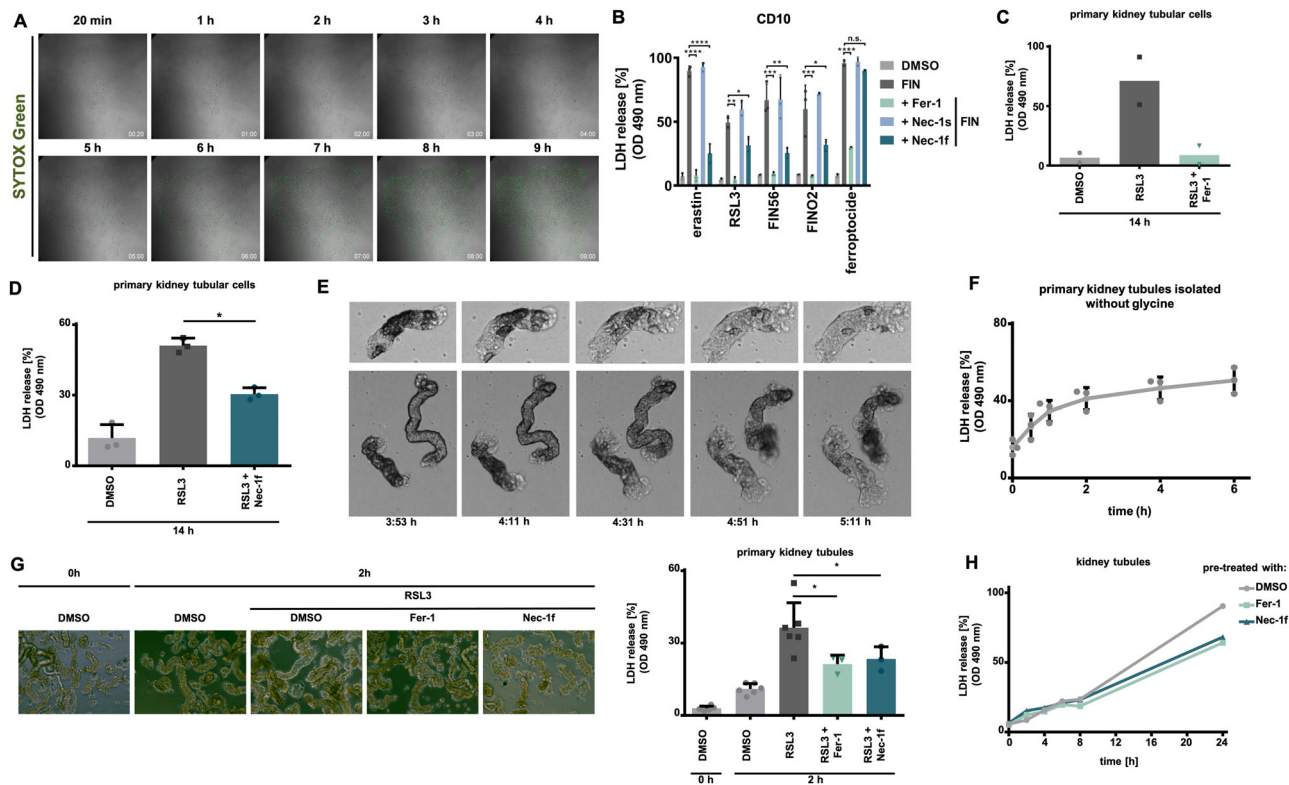 A
20 min
1 h
2 h
3 h
4 h
SYTOX Green
00:20
01:00
02:00
03:00
04:00
5 h
6 h
7 h
8 h
9 h
05:00
06:00
07:00
08:00
09:00
B
CD10
LDH release [%]
(OD 490 nm)
100
50
0
****
****
**
*
***
**
***
*
****
n.s.
erastin
RSL3
FIN56
FINO2
ferroptocide
DMSO
FIN
+ Fer-1
+ Nec-1s
+ Nec-1f
FIN
C
primary kidney tubular cells
LDH release [%]
(OD 490 nm)
100
50
0
DMSO
RSL3
RSL3 +
Fer-1
14 h
D
primary kidney tubular cells
LDH release [%]
(OD 490 nm)
60
30
0
*
DMSO
RSL3
RSL3 +
Nec-1f
14 h
E
3:53 h
4:11 h
4:31 h
4:51 h
5:11 h
F
primary kidney tubules isolated
without glycine
LDH release [%]
(OD 490 nm)
80
40
0
0
2
4
6
time (h)
G
0h
2h
RSL3
DMSO
DMSO
DMSO
Fer-1
Nec-1f
primary kidney tubules
LDH release [%]
(OD 490 nm)
60
30
0
*
*
DMSO
DMSO
RSL3
RSL3 +
Fer-1
RSL3 +
Nec-1f
0 h
2 h
H
kidney tubules
pre-treated with:
DMSO
Fer-1
Nec-1f
LDH release [%]
(OD 490 nm)
100
50
0
0
4
8
12
16
20
24
time [h]